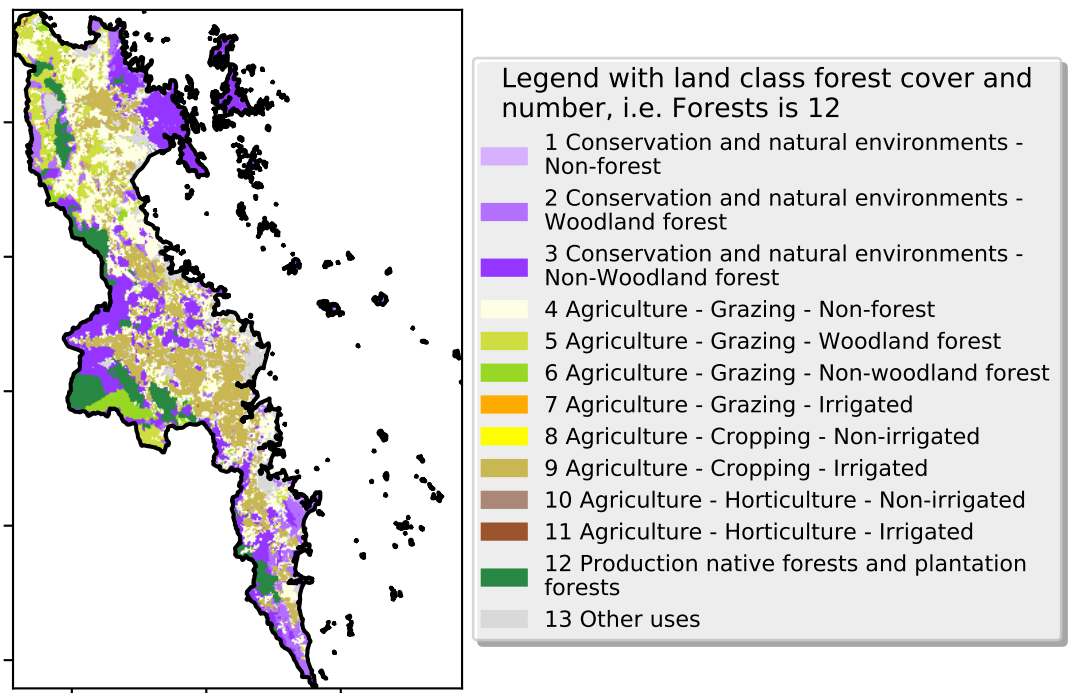 Legend with land class forest cover and
number, i.e. Forests is 12
1 Conservation and natural environments -
Non-forest
2 Conservation and natural environments -
Woodland forest
3 Conservation and natural environments -
Non-Woodland forest
4 Agriculture - Grazing - Non-forest
5 Agriculture - Grazing - Woodland forest
6 Agriculture - Grazing - Non-woodland forest
7 Agriculture - Grazing - Irrigated
8 Agriculture - Cropping - Non-irrigated
9 Agriculture - Cropping - Irrigated
10 Agriculture - Horticulture - Non-irrigated
11 Agriculture - Horticulture - Irrigated
12 Production native forests and plantation
forests
13 Other uses